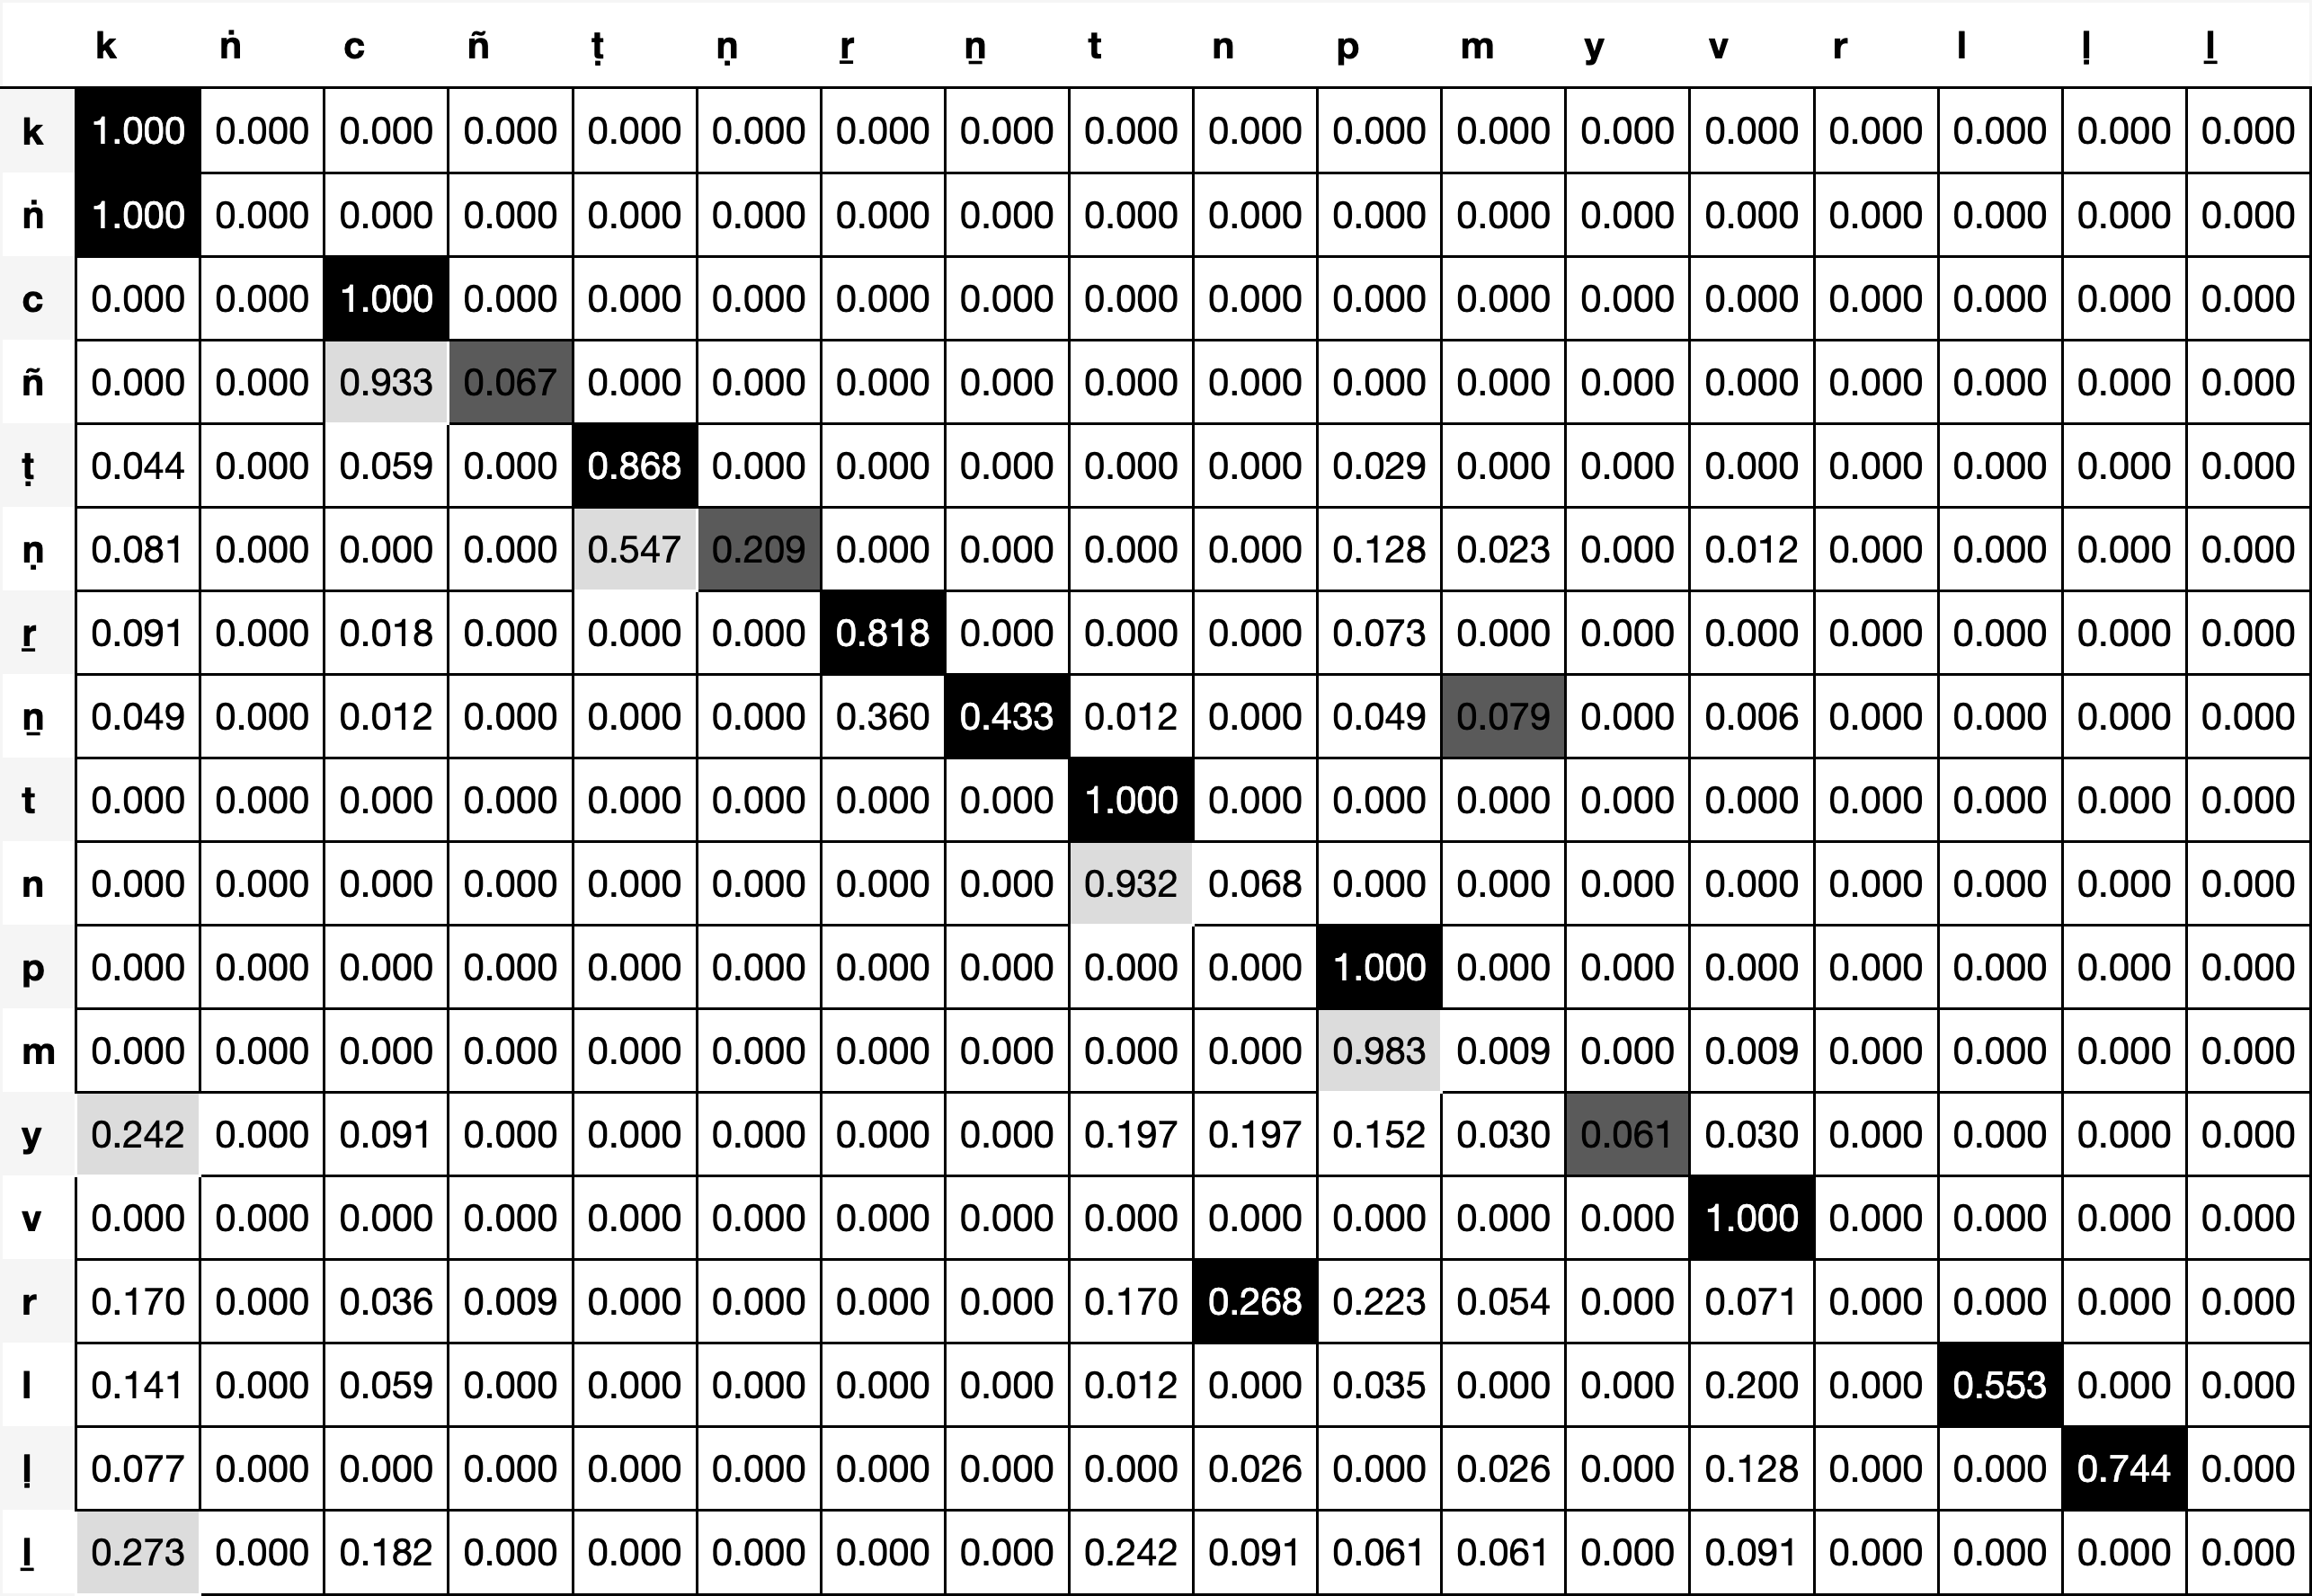 k ṅ c ñ ṭ ṇ ṟ ṉ t n p m y v r l ḷ ḻ
k 1.000 0.000 0.000 0.000 0.000 0.000 0.000 0.000 0.000 0.000 0.000 0.000 0.000 0.000 0.000 0.000 0.000 0.000
ṅ 1.000 0.000 0.000 0.000 0.000 0.000 0.000 0.000 0.000 0.000 0.000 0.000 0.000 0.000 0.000 0.000 0.000 0.000
c 0.000 0.000 1.000 0.000 0.000 0.000 0.000 0.000 0.000 0.000 0.000 0.000 0.000 0.000 0.000 0.000 0.000 0.000
ñ 0.000 0.000 0.933 0.067 0.000 0.000 0.000 0.000 0.000 0.000 0.000 0.000 0.000 0.000 0.000 0.000 0.000 0.000
ṭ 0.044 0.000 0.059 0.000 0.868 0.000 0.000 0.000 0.000 0.000 0.029 0.000 0.000 0.000 0.000 0.000 0.000 0.000
ṇ 0.081 0.000 0.000 0.000 0.547 0.209 0.000 0.000 0.000 0.000 0.128 0.023 0.000 0.012 0.000 0.000 0.000 0.000
ṟ 0.091 0.000 0.018 0.000 0.000 0.000 0.818 0.000 0.000 0.000 0.073 0.000 0.000 0.000 0.000 0.000 0.000 0.000
ṉ 0.049 0.000 0.012 0.000 0.000 0.000 0.360 0.433 0.012 0.000 0.049 0.079 0.000 0.006 0.000 0.000 0.000 0.000
t 0.000 0.000 0.000 0.000 0.000 0.000 0.000 0.000 1.000 0.000 0.000 0.000 0.000 0.000 0.000 0.000 0.000 0.000
n 0.000 0.000 0.000 0.000 0.000 0.000 0.000 0.000 0.932 0.068 0.000 0.000 0.000 0.000 0.000 0.000 0.000 0.000
p 0.000 0.000 0.000 0.000 0.000 0.000 0.000 0.000 0.000 0.000 1.000 0.000 0.000 0.000 0.000 0.000 0.000 0.000
m 0.000 0.000 0.000 0.000 0.000 0.000 0.000 0.000 0.000 0.000 0.983 0.009 0.000 0.009 0.000 0.000 0.000 0.000
y 0.242 0.000 0.091 0.000 0.000 0.000 0.000 0.000 0.197 0.197 0.152 0.030 0.061 0.030 0.000 0.000 0.000 0.000
v 0.000 0.000 0.000 0.000 0.000 0.000 0.000 0.000 0.000 0.000 0.000 0.000 0.000 1.000 0.000 0.000 0.000 0.000
r 0.170 0.000 0.036 0.009 0.000 0.000 0.000 0.000 0.170 0.268 0.223 0.054 0.000 0.071 0.000 0.000 0.000 0.000
l 0.141 0.000 0.059 0.000 0.000 0.000 0.000 0.000 0.012 0.000 0.035 0.000 0.000 0.200 0.000 0.553 0.000 0.000
ḷ 0.077 0.000 0.000 0.000 0.000 0.000 0.000 0.000 0.000 0.026 0.000 0.026 0.000 0.128 0.000 0.000 0.744 0.000
ḻ 0.273 0.000 0.182 0.000 0.000 0.000 0.000 0.000 0.242 0.091 0.061 0.061 0.000 0.091 0.000 0.000 0.000 0.000